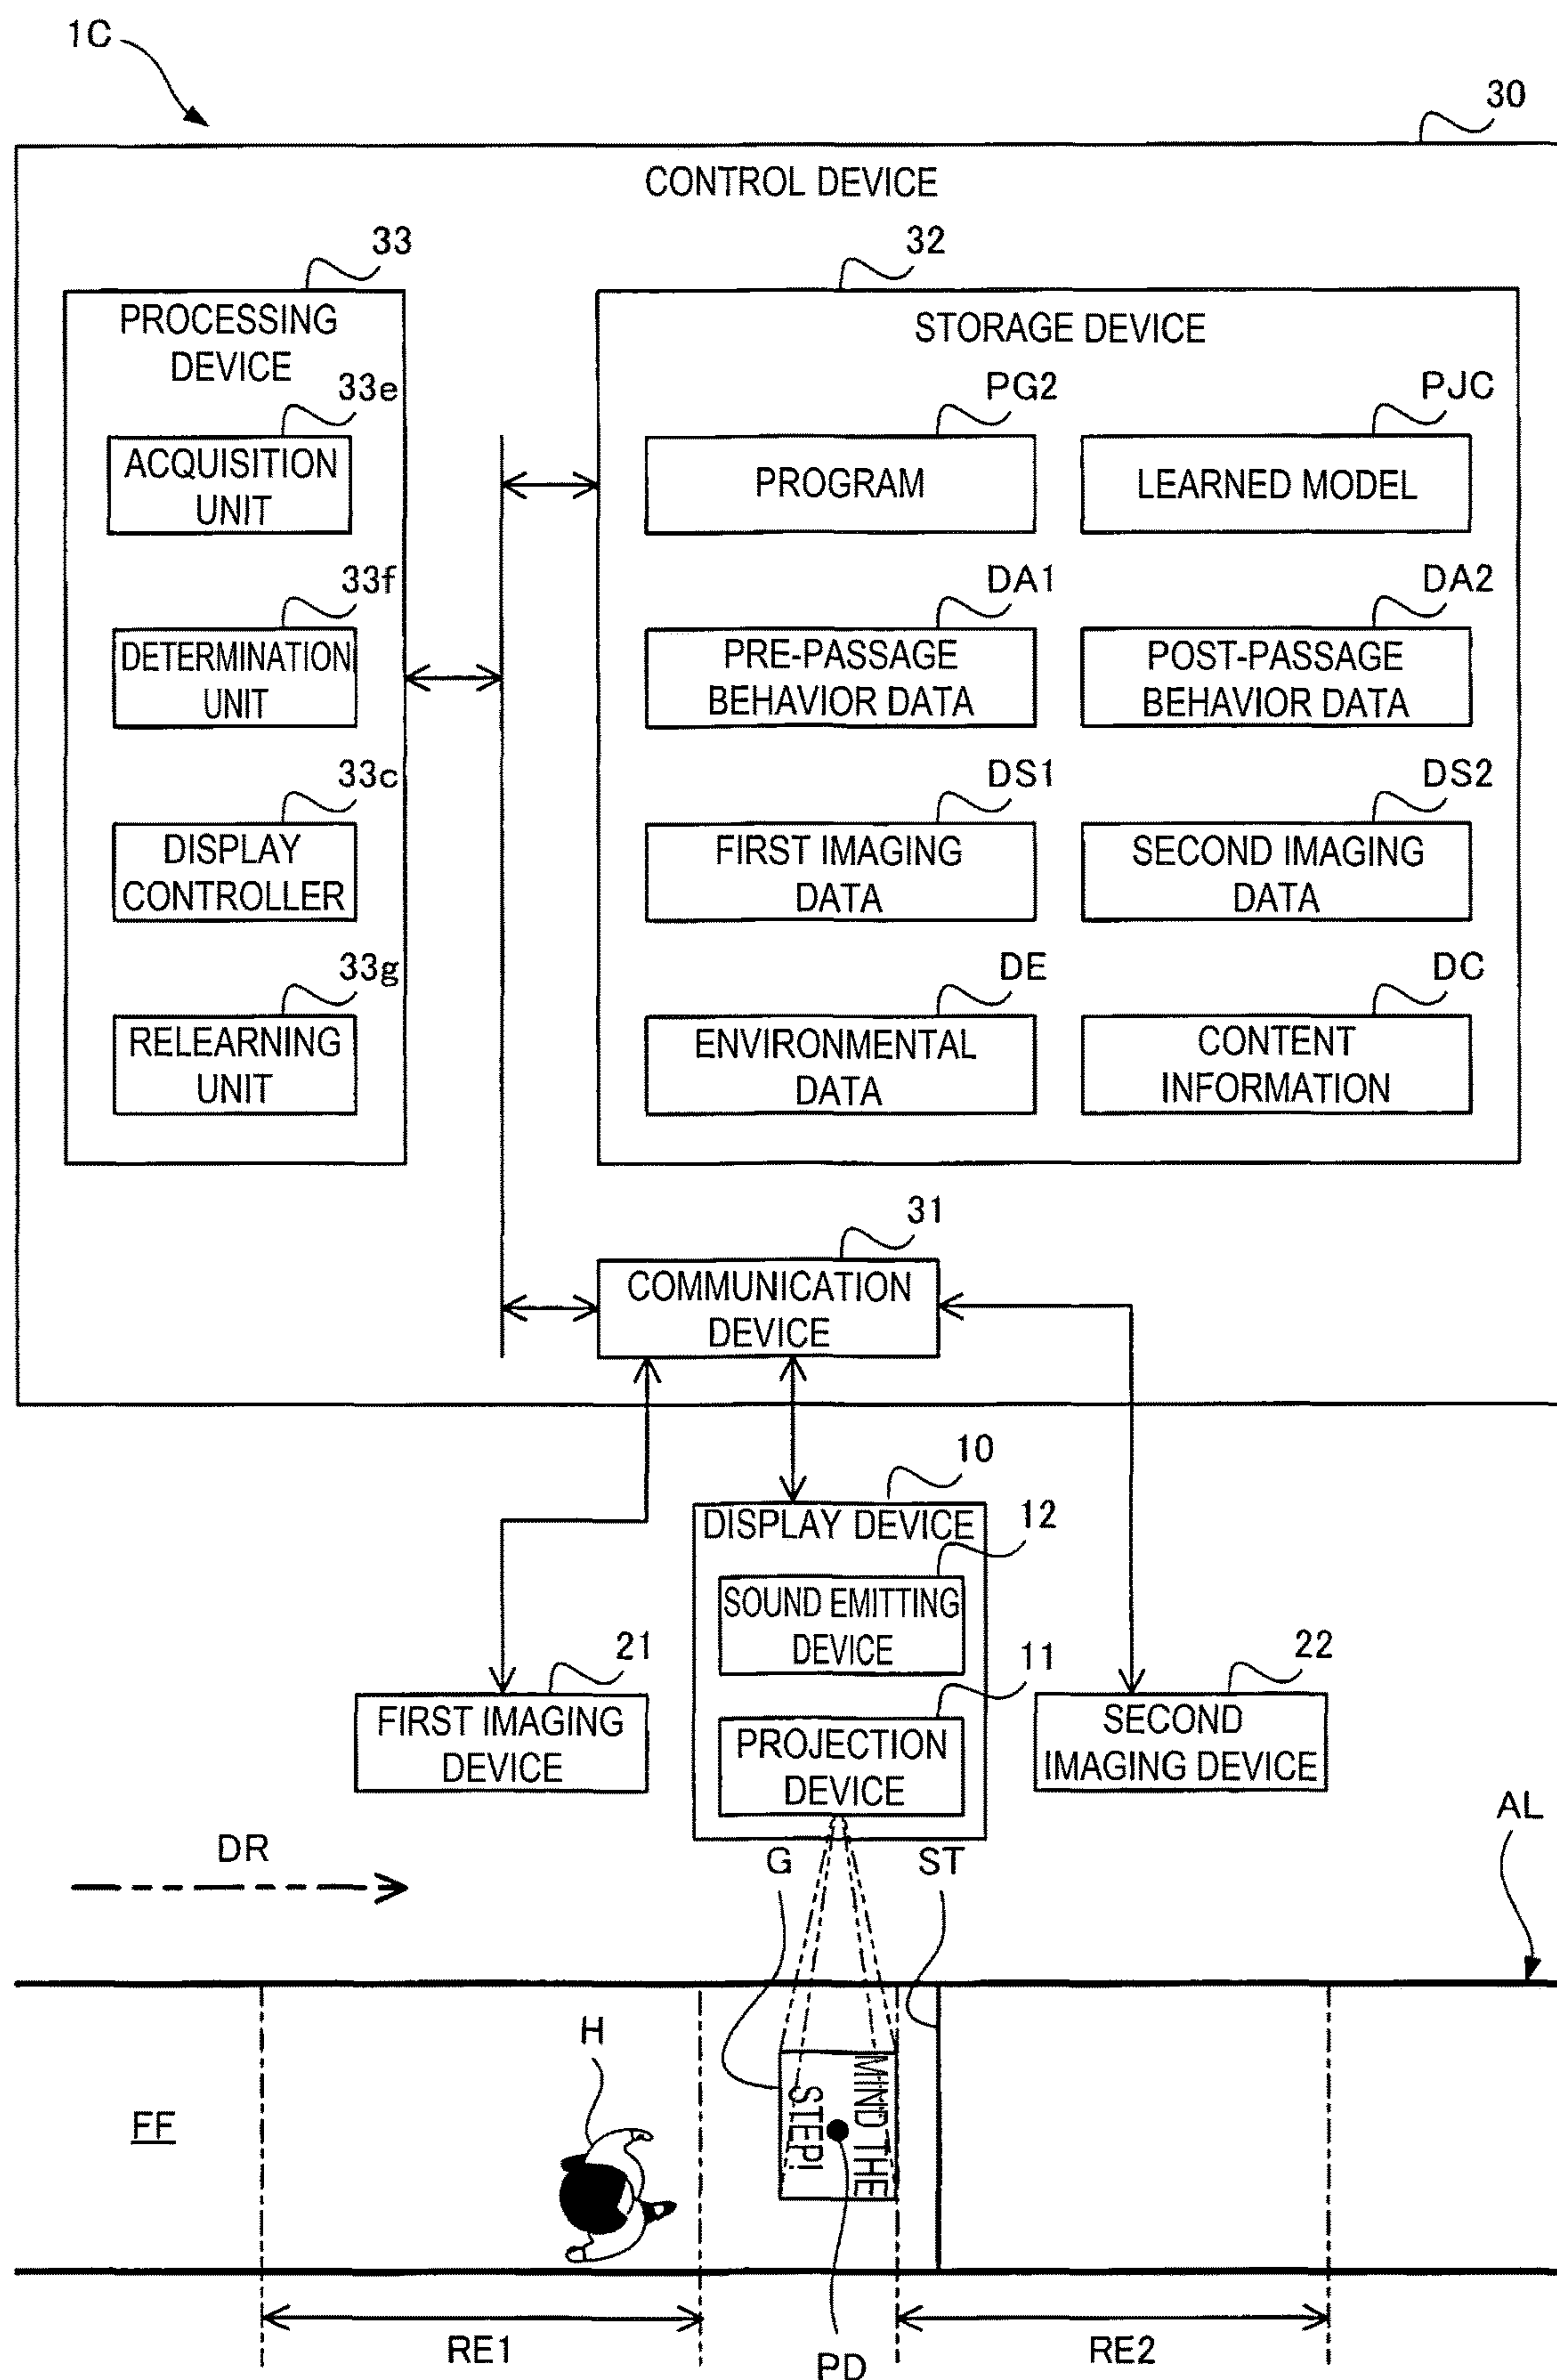 1C
30
CONTROL DEVICE
33
32
PROCESSING
DEVICE
STORAGE DEVICE
33e
PG2
PJC
ACQUISITION
UNIT
PROGRAM
LEARNED MODEL
33f
DA1
DA2
DETERMINATION
UNIT
PRE-PASSAGE
BEHAVIOR DATA
POST-PASSAGE
BEHAVIOR DATA
33c
DS1
DS2
DISPLAY
CONTROLLER
FIRST IMAGING
DATA
SECOND IMAGING
DATA
33g
DE
DC
RELEARNING
UNIT
ENVIRONMENTAL
DATA
CONTENT
INFORMATION
31
COMMUNICATION
DEVICE
10
DISPLAY DEVICE
12
SOUND EMITTING
DEVICE
21
11
22
FIRST IMAGING
DEVICE
PROJECTION
DEVICE
SECOND
IMAGING DEVICE
DR
G
ST
AL
H
FF
MIND THE
STEP!
RE1
PD
RE2